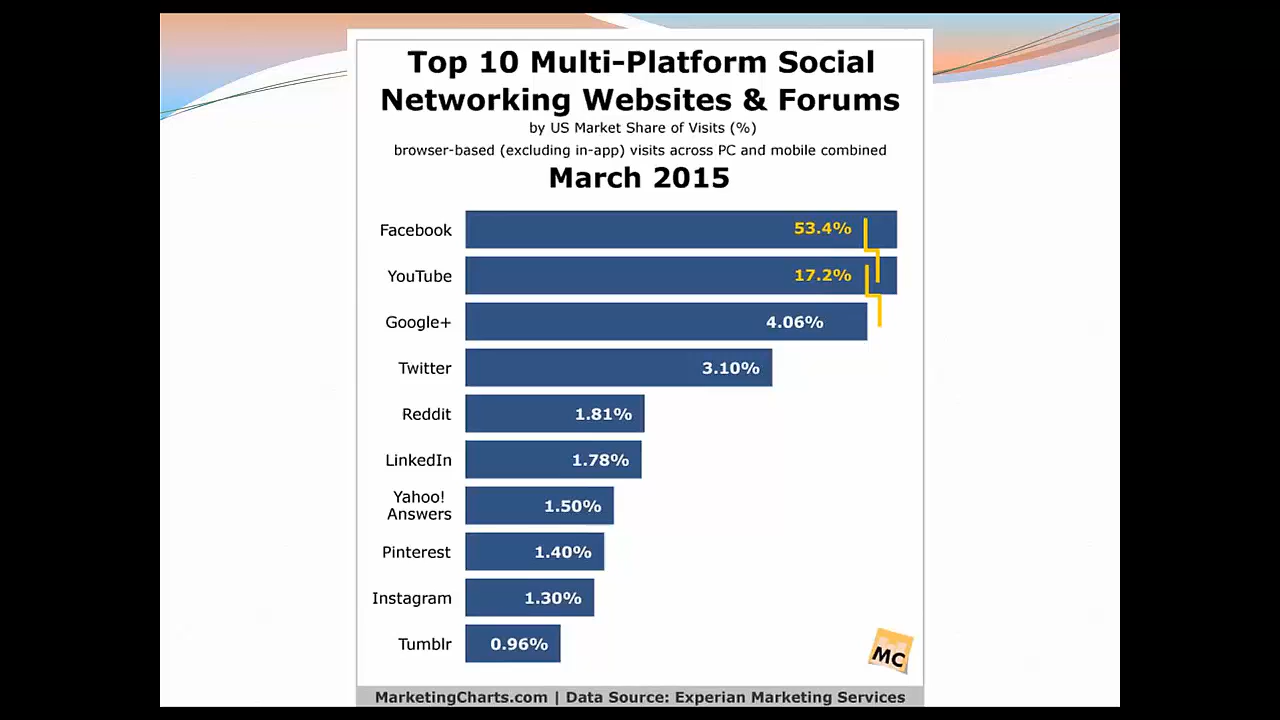 Top 10 Multi-Platform Social
Networking Websites & Forums
by US Market Share of Visits (%)
browser-based (excluding in-app) visits across PC and mobile combined
March 2015
Facebook 53.4%
YouTube 17.2%
Google+ 4.06%
Twitter 3.10%
Reddit 1.81%
LinkedIn 1.78%
Yahoo!
Answers 1.50%
Pinterest 1.40%
Instagram 1.30%
Tumblr 0.96%
MC
MarketingCharts.com | Data Source: Experian Marketing Services